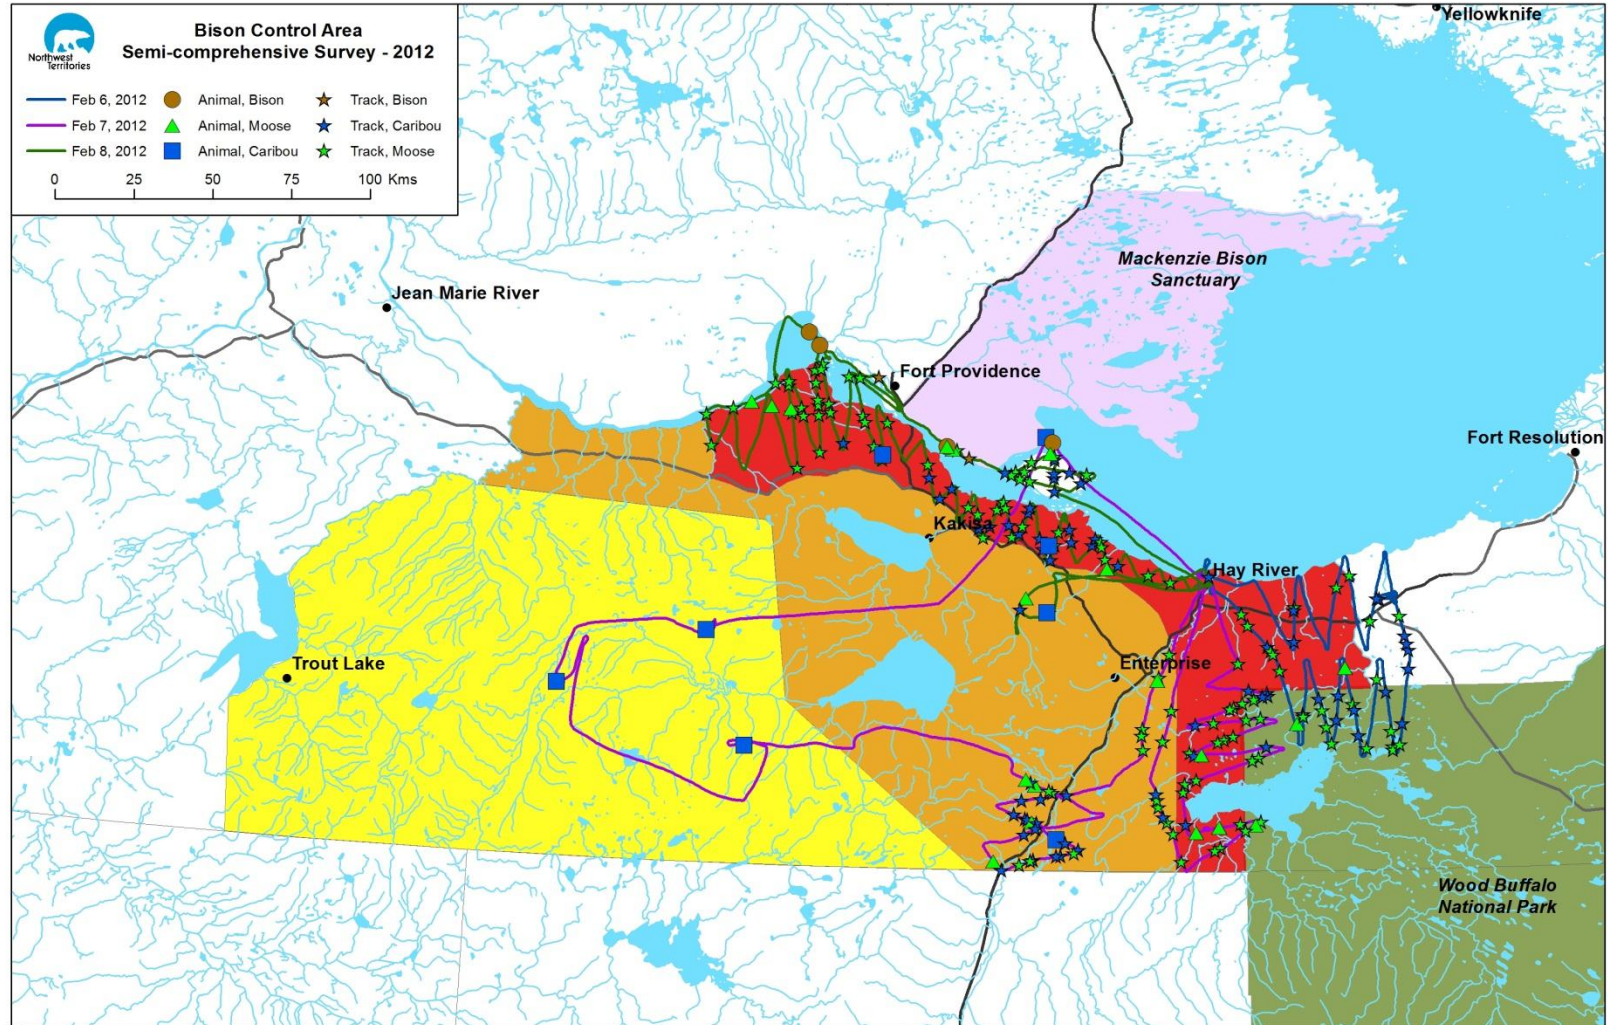 Bison Control Area
Semi-comprehensive Survey - 2012
Northwest
Territories
Feb 6, 2012 Animal, Bison Track, Bison
Feb 7, 2012 Animal, Moose Track, Caribou
Feb 8, 2012 Animal, Caribou Track, Moose
0 25 50 75 100 Kms
Yellowknife
Mackenzie Bison
Sanctuary
Jean Marie River
Fort Providence
Fort Resolution
Kakisa
Hay River
Trout Lake
Enterprise
Wood Buffalo
National Park